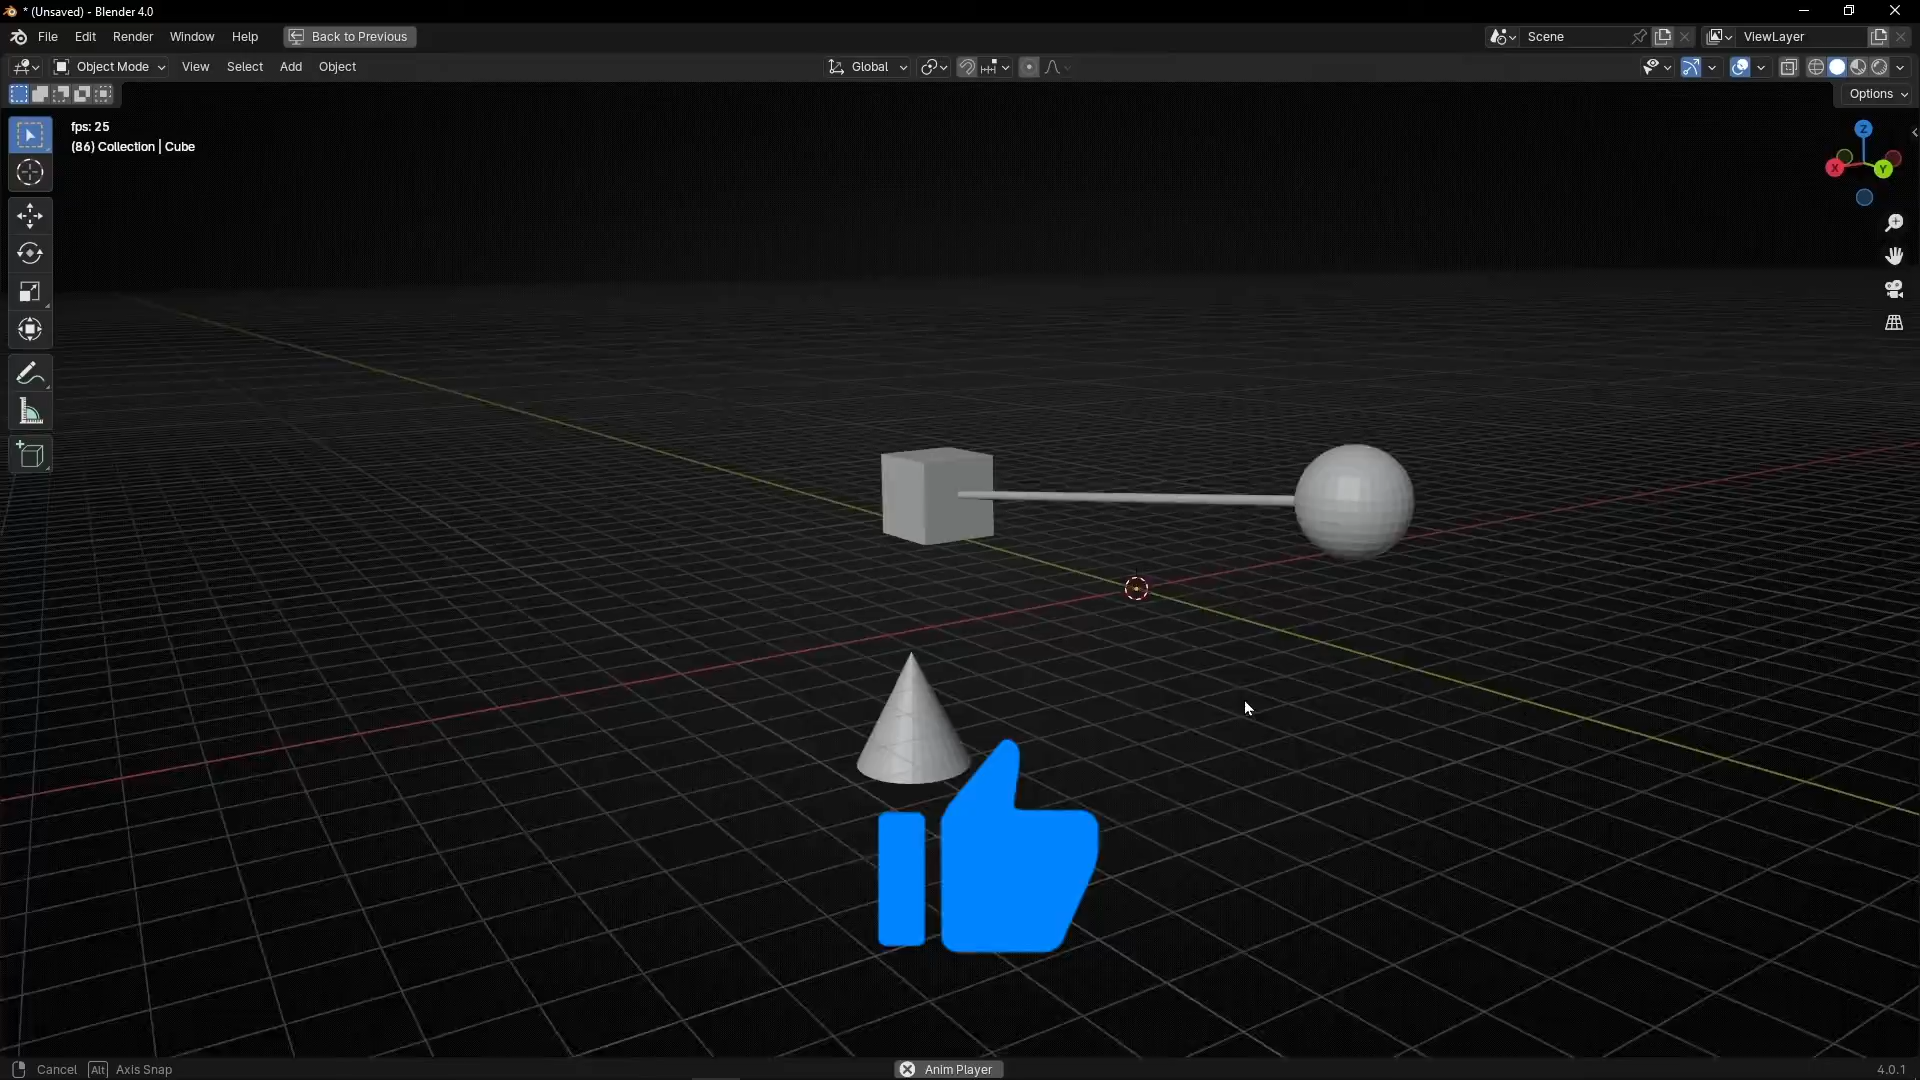 * (Unsaved) - Blender 4.0
File Edit Render Window Help Back to Previous Scene ViewLayer
Object Mode View Select Add Object Global
Options
fps: 25
(86) Collection | Cube
Z
X Y
Cancel Alt Axis Snap Anim Player 4.0.1